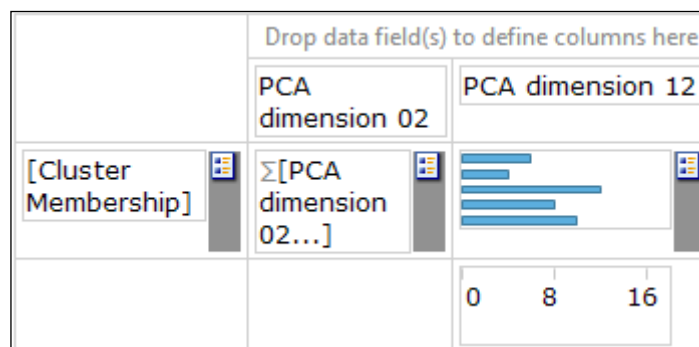 Drop data field(s) to define columns here
PCA
dimension 02
PCA dimension 12
[Cluster
Membership]
Σ[PCA
dimension
02...]
0 8 16